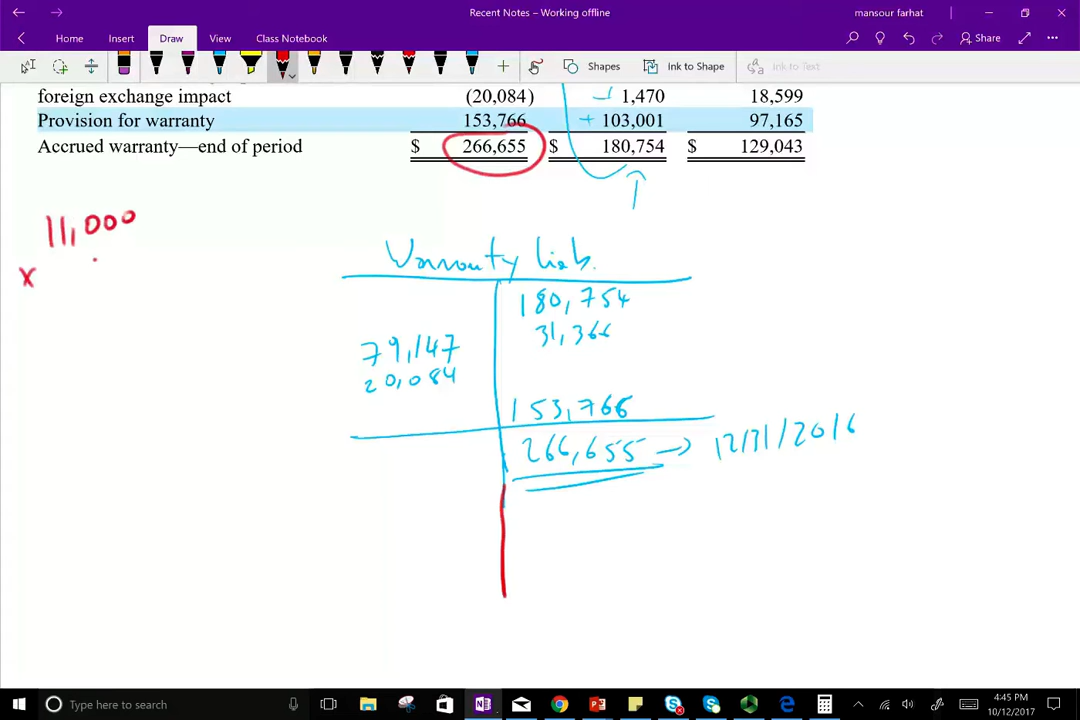 Recent Notes - Working offline
mansour farhat
Home Insert Draw View Class Notebook
Share
Shapes
Ink to Shape
Ink to Text
foreign exchange impact (20,084) 1,470 18,599
Provision for warranty 153,766 + 103,001 97,165
Accrued warranty—end of period $ 266,655 $ 180,754 $ 129,043
11,000
x
Warranty Liab.
180,754
31,366
79,147
20,084
153,766
266,655 → 12/31/2016
Type here to search
4:45 PM
10/12/2017